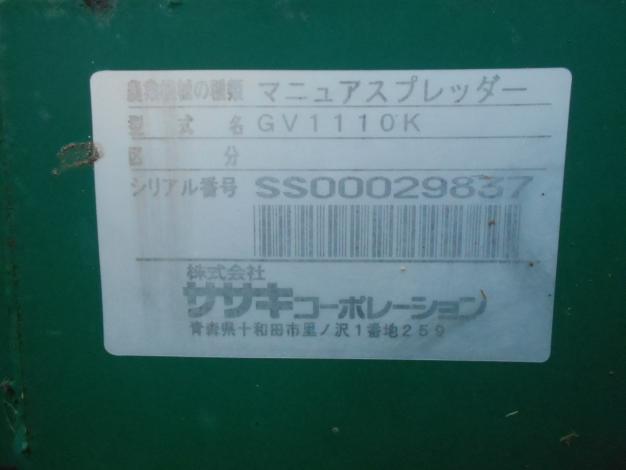 農業機械の種類 マニュアスプレッダー
型式名 GV1110K
区分
シリアル番号 SS00029837
株式会社
ササキコーポレーション
青森県十和田市里ノ沢1番地259